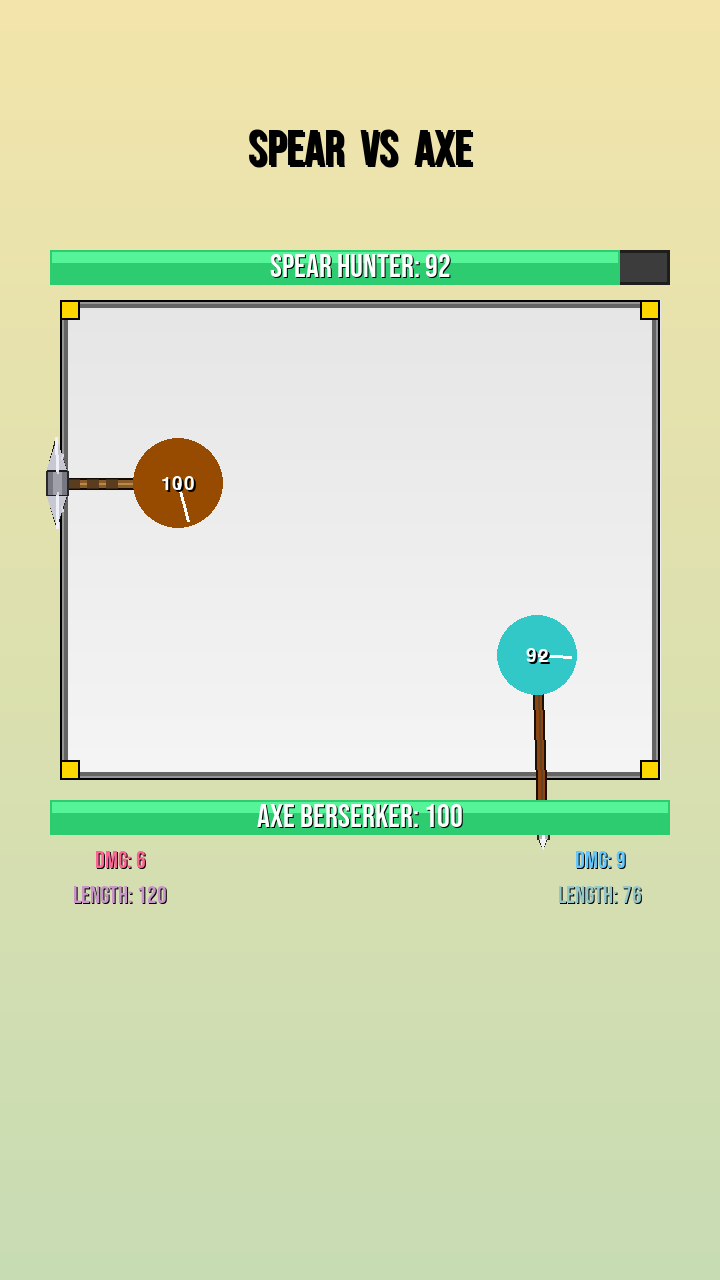 SPEAR VS AXE
SPEAR HUNTER: 92
100
92
AXE BERSERKER: 100
DMG: 6
DMG: 9
LENGTH: 120
LENGTH: 76